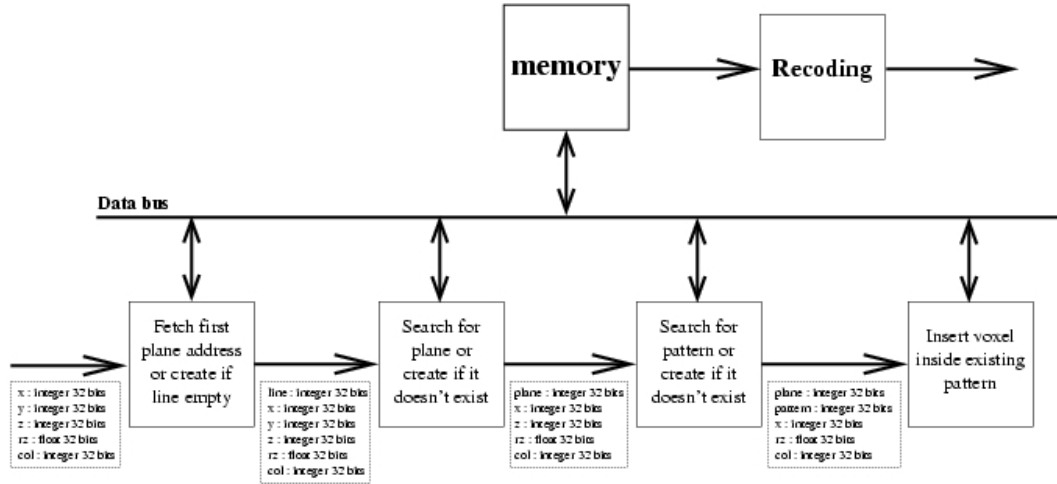 memory
Recoding
Data bus
Fetch first
plane address
or create if
line empty
Search for
plane or
create if it
doesn't exist
Search for
pattern or
create if it
doesn't exist
Insert voxel
inside existing
pattern
x : integer 32 bits
y : integer 32 bits
z : integer 32 bits
rz : float 32 bits
col : integer 32 bits
line : integer 32 bits
x : integer 32 bits
y : integer 32 bits
z : integer 32 bits
rz : float 32 bits
col : integer 32 bits
plane : integer 32 bits
x : integer 32 bits
z : integer 32 bits
rz : float 32 bits
col : integer 32 bits
plane : integer 32 bits
pattern : integer 32 bits
x : integer 32 bits
rz : float 32 bits
col : integer 32 bits